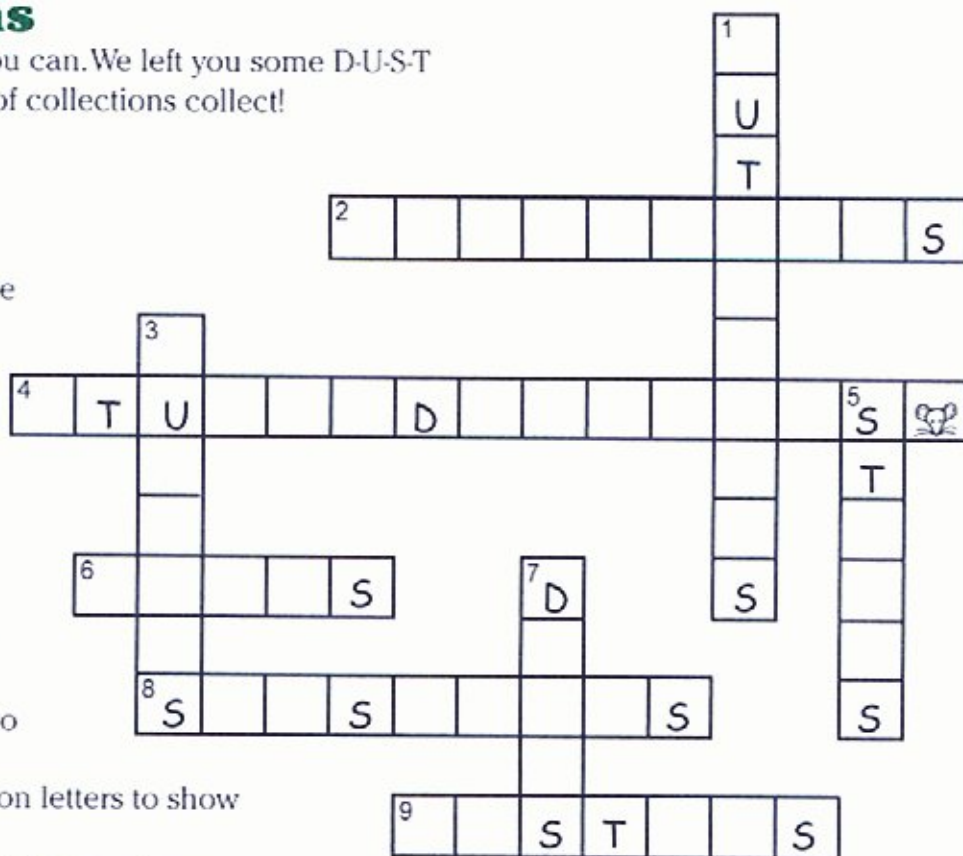 ns
ou can. We left you some D-U-S-T
of collections collect!
1
U
T
2 S
e
3
4 T U D 5 S
T
6 S 7 D S
8 S S S S
o
on letters to show
9 S T S